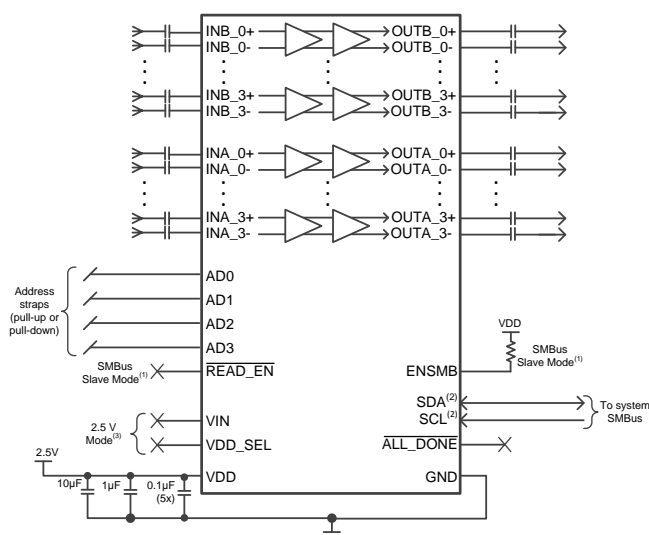 INB_0+ OUTB_0+
INB_0- OUTB_0-
INB_3+ OUTB_3+
INB_3- OUTB_3-
INA_0+ OUTA_0+
INA_0- OUTA_0-
INA_3+ OUTA_3+
INA_3- OUTA_3-
Address
straps
(pull-up or
pull-down)
AD0
AD1
AD2
AD3
SMBus
Slave Mode(1)
READ_EN
VDD
SMBus
Slave Mode(1)
ENSMB
SDA(2)
SCL(2)
To system
SMBus
2.5 V
Mode(3)
VIN
VDD_SEL
ALL_DONE
2.5V
VDD
GND
10μF
1μF
0.1μF
(5x)